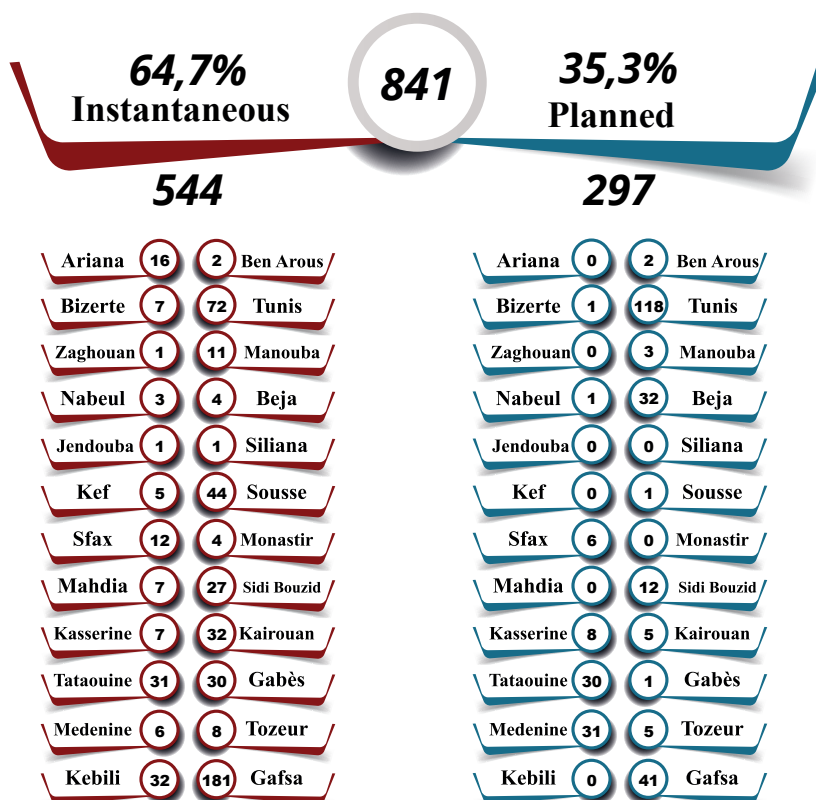 64,7%
Instantaneous
841
35,3%
Planned
544
297
Ariana 16 2 Ben Arous
Bizerte 7 72 Tunis
Zaghouan 1 11 Manouba
Nabeul 3 4 Beja
Jendouba 1 1 Siliana
Kef 5 44 Sousse
Sfax 12 4 Monastir
Mahdia 7 27 Sidi Bouzid
Kasserine 7 32 Kairouan
Tataouine 31 30 Gabès
Medenine 6 8 Tozeur
Kebili 32 181 Gafsa
Ariana 0 2 Ben Arous
Bizerte 1 118 Tunis
Zaghouan 0 3 Manouba
Nabeul 1 32 Beja
Jendouba 0 0 Siliana
Kef 0 1 Sousse
Sfax 6 0 Monastir
Mahdia 0 12 Sidi Bouzid
Kasserine 8 5 Kairouan
Tataouine 30 1 Gabès
Medenine 31 5 Tozeur
Kebili 0 41 Gafsa